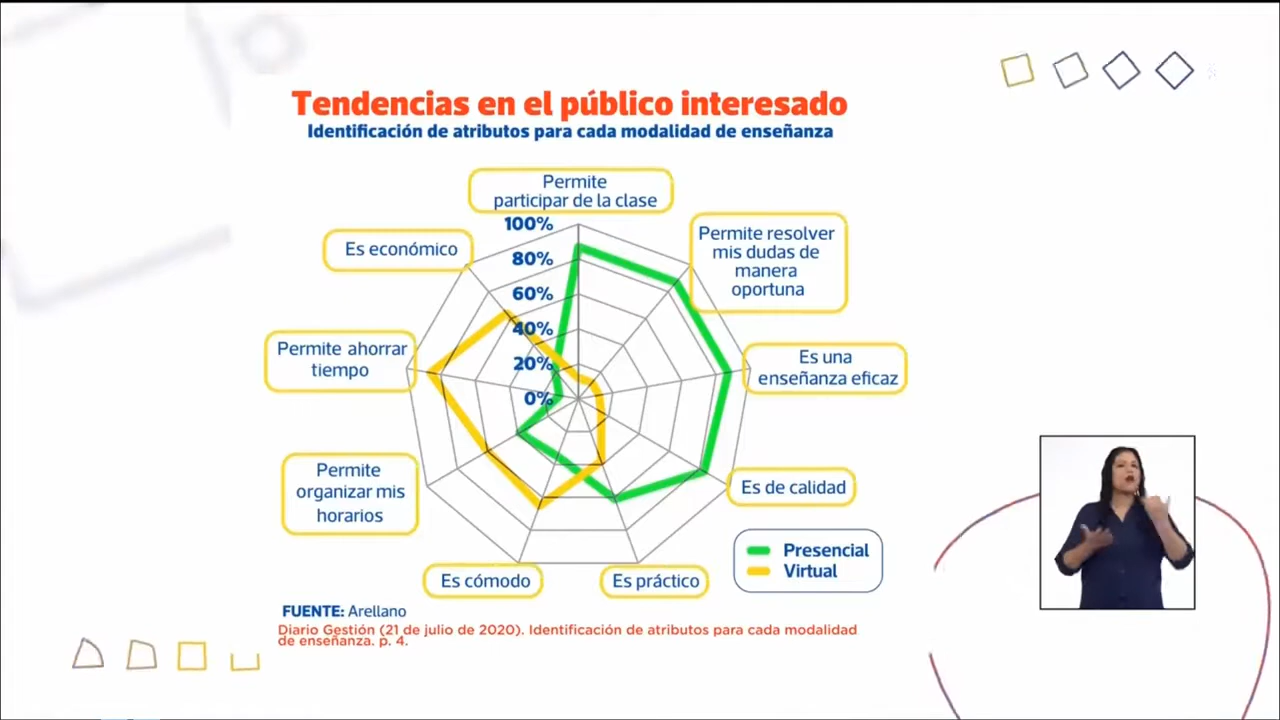 Tendencias en el público interesado
Identificación de atributos para cada modalidad de enseñanza
Permite
participar de la clase
100%
80%
60%
40%
20%
0%
Permite resolver
mis dudas de
manera
oportuna
Es una
enseñanza eficaz
Es de calidad
Es práctico
Es cómodo
Permite
organizar mis
horarios
Permite ahorrar
tiempo
Es económico
Presencial
Virtual
FUENTE: Arellano
Diario Gestión (21 de julio de 2020). Identificación de atributos para cada modalidad
de enseñanza. p. 4.